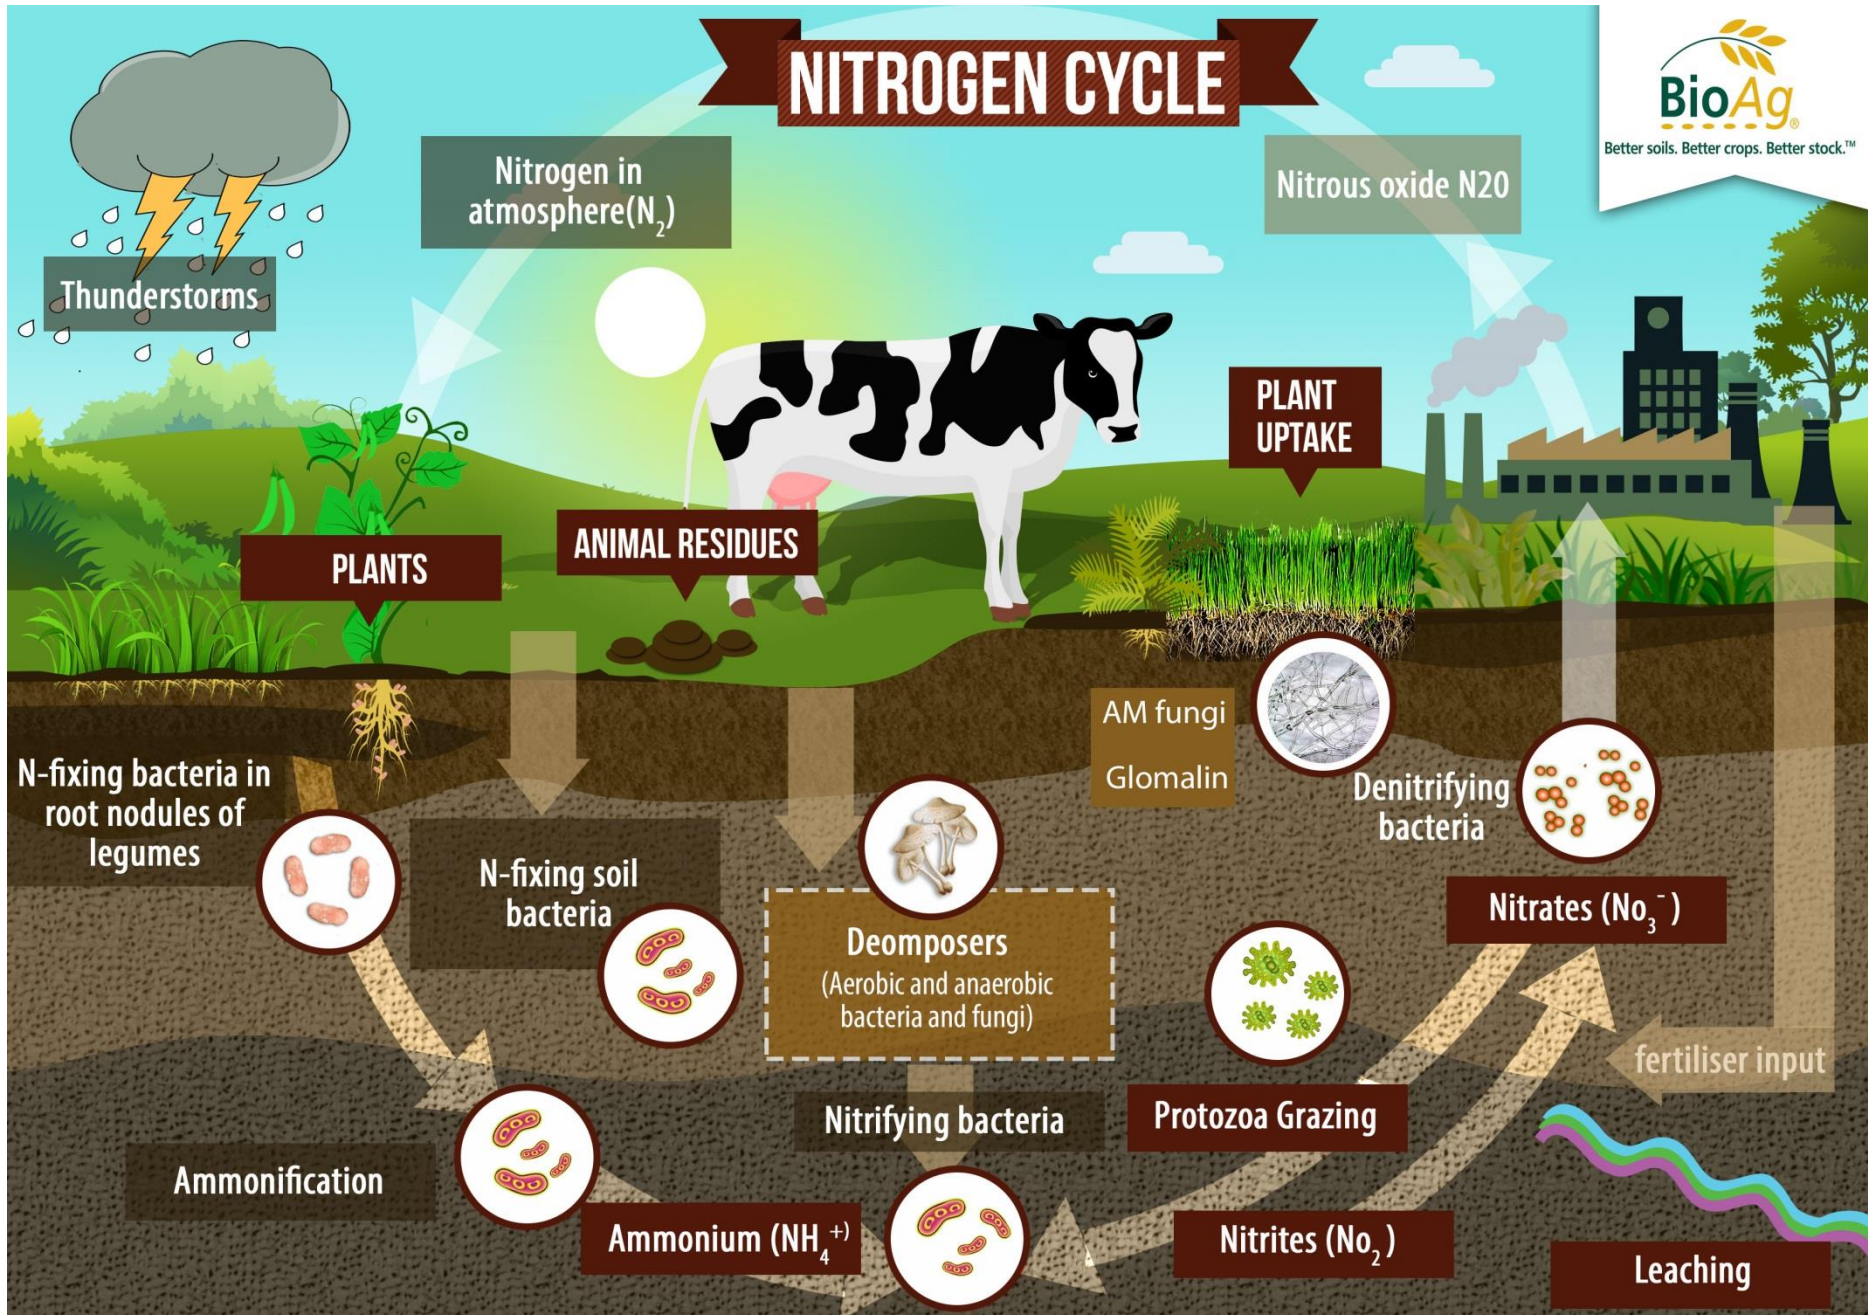 NITROGEN CYCLE
BioAg®
Better soils. Better crops. Better stock.™
Nitrogen in
atmosphere(N₂)
Nitrous oxide N20
Thunderstorms
PLANT
UPTAKE
ANIMAL RESIDUES
PLANTS
AM fungi
Glomalin
N-fixing bacteria in
root nodules of
legumes
Denitrifying
bacteria
N-fixing soil
bacteria
Nitrates (No₃⁻)
Deomposers
(Aerobic and anaerobic
bacteria and fungi)
fertiliser input
Nitrifying bacteria
Protozoa Grazing
Ammonification
Ammonium (NH₄⁺⁾
Nitrites (No₂)
Leaching